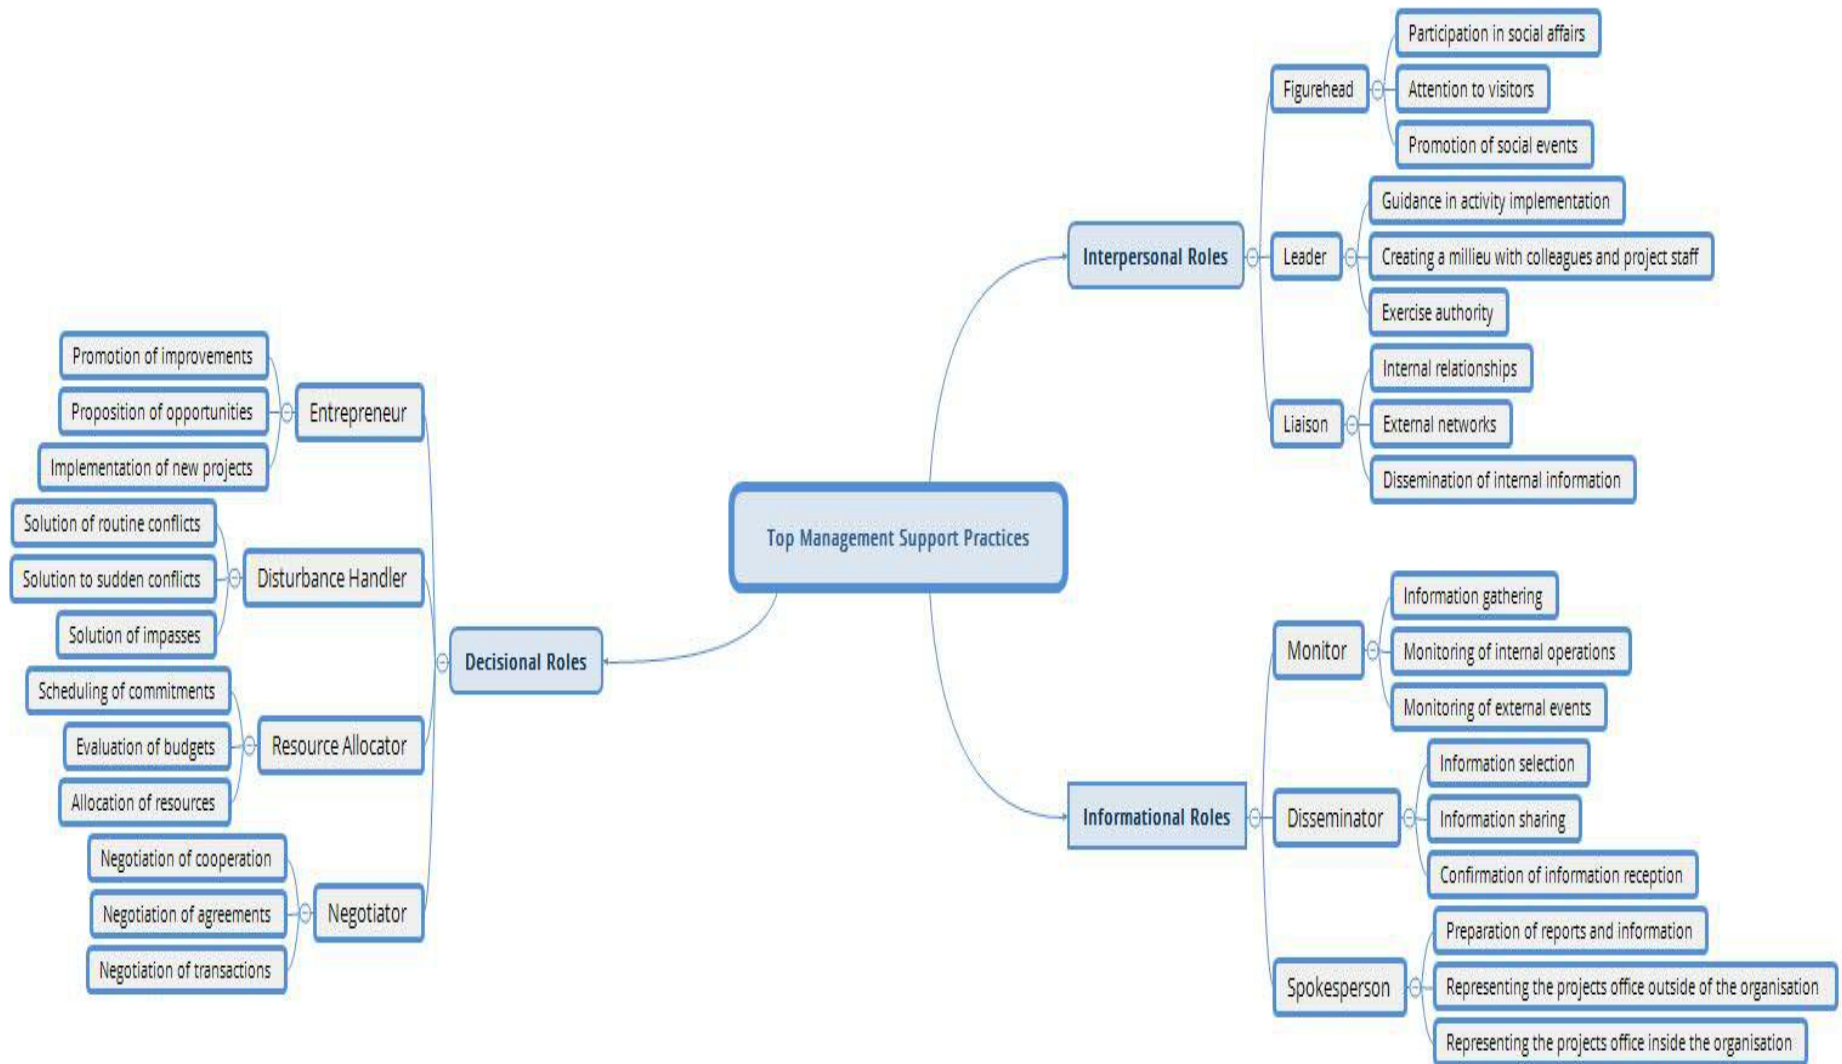 Top Management Support Practices
Interpersonal Roles
Figurehead
Participation in social affairs
Attention to visitors
Promotion of social events
Leader
Guidance in activity implementation
Creating a millieu with colleagues and project staff
Exercise authority
Liaison
Internal relationships
External networks
Dissemination of internal information
Informational Roles
Monitor
Information gathering
Monitoring of internal operations
Monitoring of external events
Disseminator
Information selection
Information sharing
Confirmation of information reception
Spokesperson
Preparation of reports and information
Representing the projects office outside of the organisation
Representing the projects office inside the organisation
Decisional Roles
Entrepreneur
Promotion of improvements
Proposition of opportunities
Implementation of new projects
Disturbance Handler
Solution of routine conflicts
Solution to sudden conflicts
Solution of impasses
Resource Allocator
Scheduling of commitments
Evaluation of budgets
Allocation of resources
Negotiator
Negotiation of cooperation
Negotiation of agreements
Negotiation of transactions